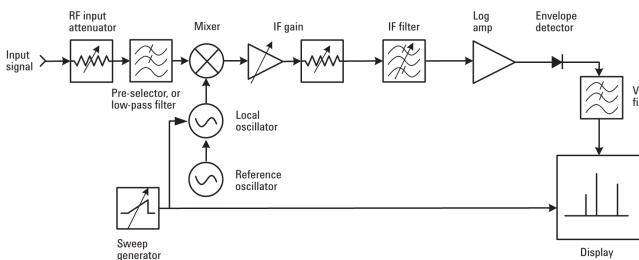 RF input
attenuator
Mixer
IF gain
IF filter
Log
amp
Envelope
detector
Input
signal
Pre-selector, or
low-pass filter
Local
oscillator
Reference
oscillator
Sweep
generator
Display